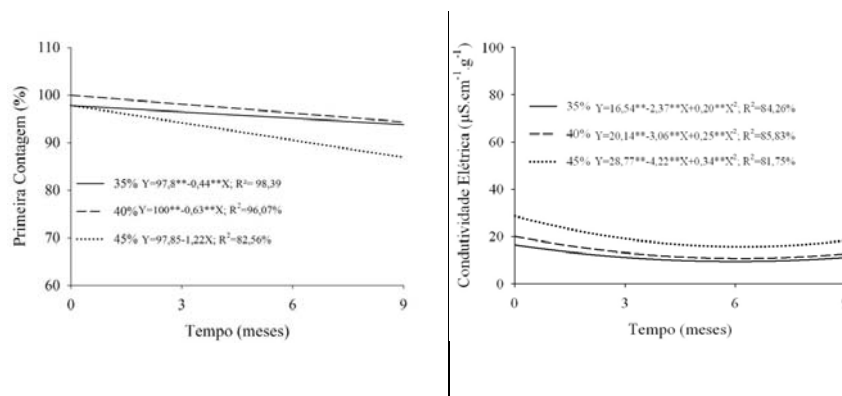 Primeira Contagem (%)
110
100
90
80
70
60
35% Y=97,8**-0,44**X; R²= 98,39
40% Y=100**-0,63**X; R²=96,07%
45% Y=97,85-1,22X; R²=82,56%
0 3 6 9
Tempo (meses)
Condutividade Elétrica (µS.cm⁻¹.g⁻¹)
100
80
60
40
20
0
35% Y=16,54**-2,37**X+0,20**X²; R²=84,26%
40% Y=20,14**-3,06**X+0,25**X²; R²=85,83%
45% Y=28,77**-4,22**X+0,34**X²; R²=81,75%
0 3 6
Tempo (meses)